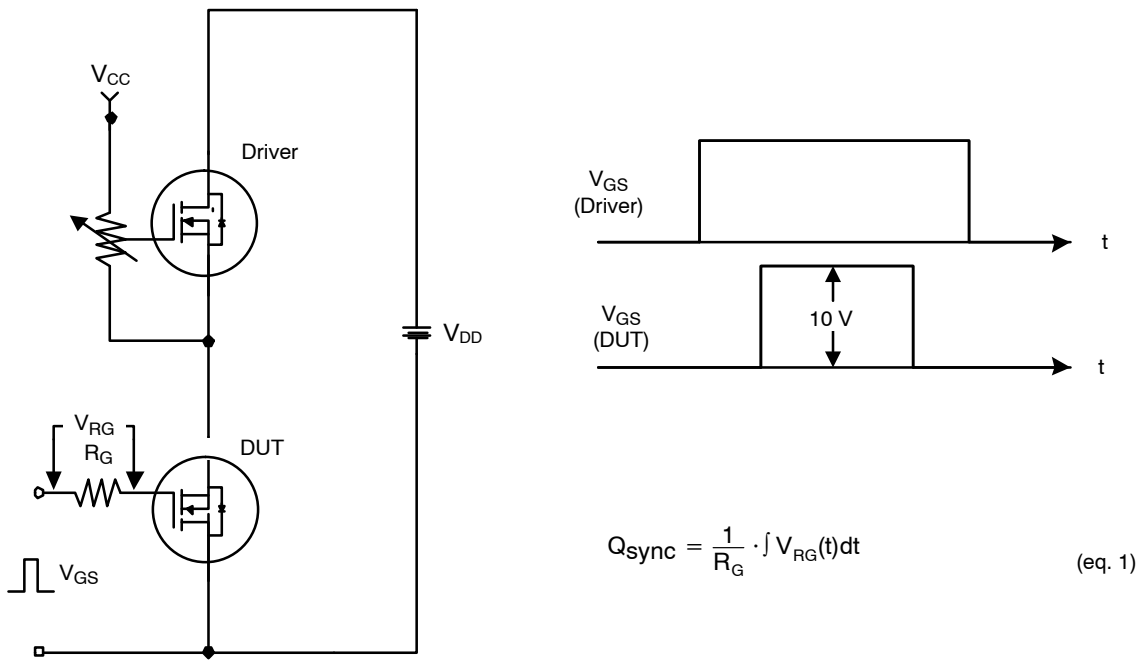 V_CC
Driver
V_DD
V_RG
R_G
DUT
V_GS
V_GS
(Driver)
t
10 V
V_GS
(DUT)
t
Q_sync = 1/R_G · ∫ V_RG(t)dt
(eq. 1)